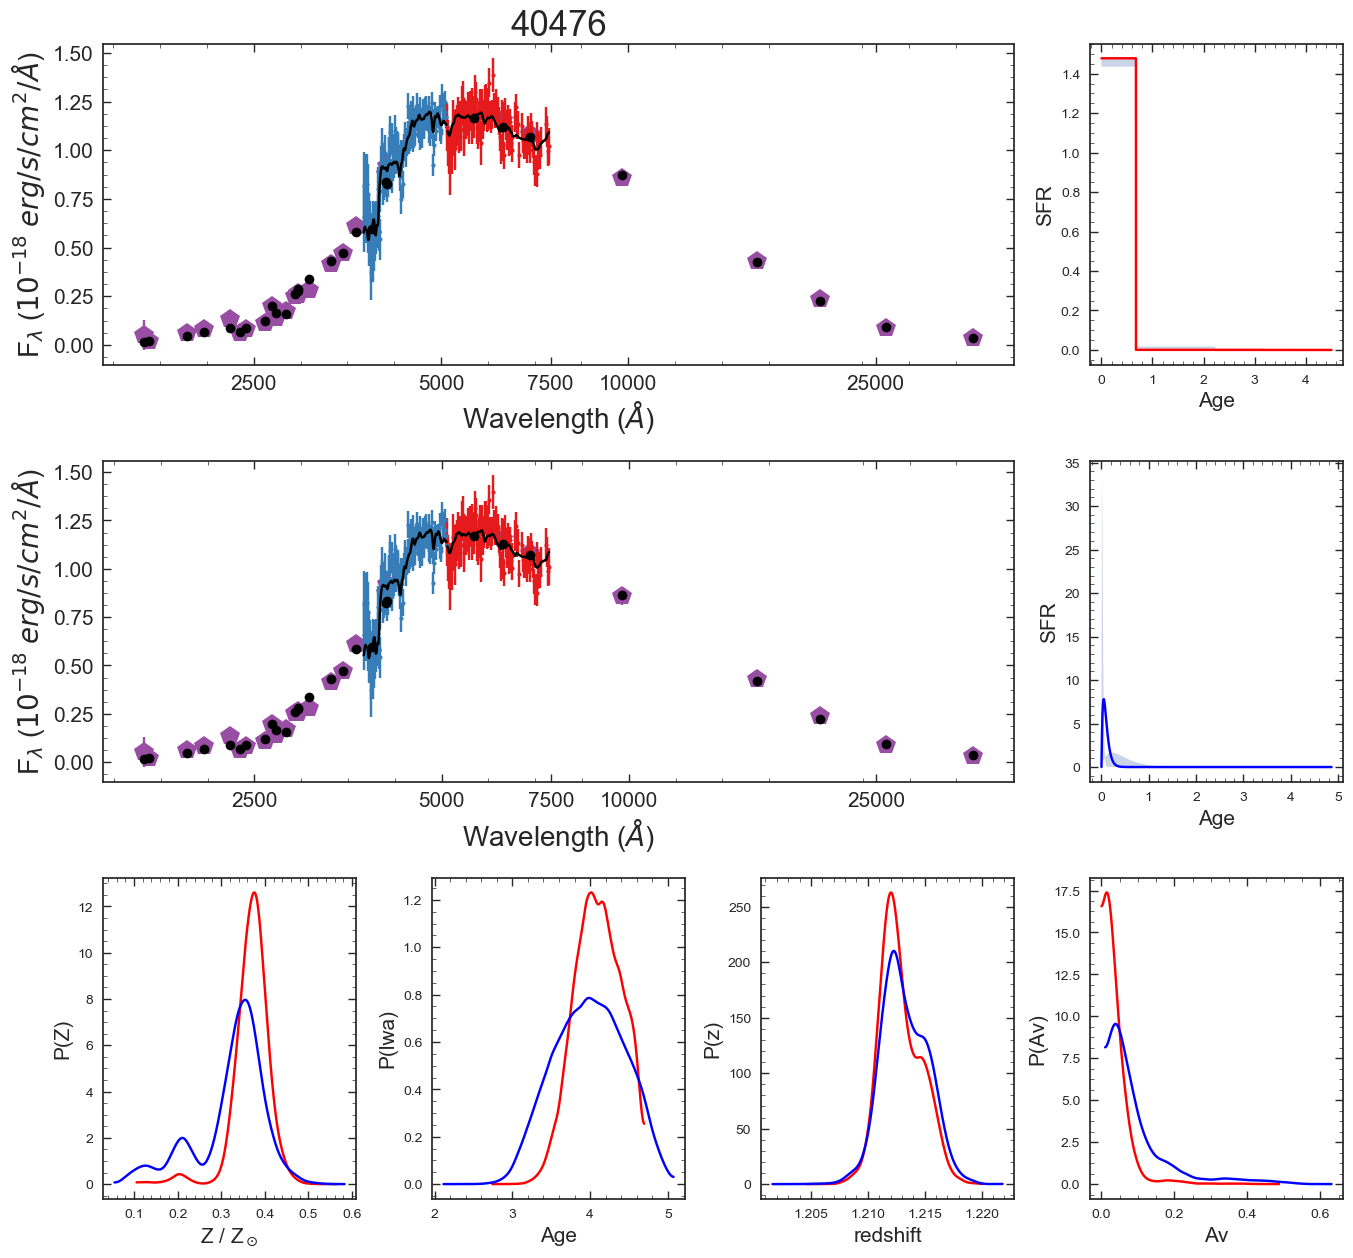 40476
1.50
1.25
1.00
0.75
0.50
0.25
0.00
F_λ (10^−18 erg/s/cm^2/Å)
2500 5000 7500 10000 25000
Wavelength (Å)
1.4
1.2
1.0
0.8
0.6
0.4
0.2
0.0
SFR
0 1 2 3 4
Age
1.50
1.25
1.00
0.75
0.50
0.25
0.00
F_λ (10^−18 erg/s/cm^2/Å)
2500 5000 7500 10000 25000
Wavelength (Å)
35
30
25
20
15
10
5
0
SFR
0 1 2 3 4 5
Age
12
10
8
6
4
2
0
P(Z)
0.1 0.2 0.3 0.4 0.5 0.6
Z / Z_⊙
1.2
1.0
0.8
0.6
0.4
0.2
0.0
P(lwa)
2 3 4 5
Age
250
200
150
100
50
0
P(z)
1.205 1.210 1.215 1.220
redshift
17.5
15.0
12.5
10.0
7.5
5.0
2.5
0.0
P(Av)
0.0 0.2 0.4 0.6
Av